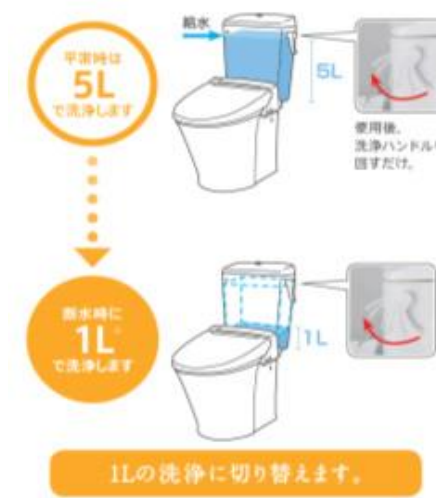 給水
平常時は
5L
で洗浄します
5L
使用後、
洗浄ハンドルを
回すだけ。
断水時に
1L
で洗浄します
1L
1Lの洗浄に切り替えます。